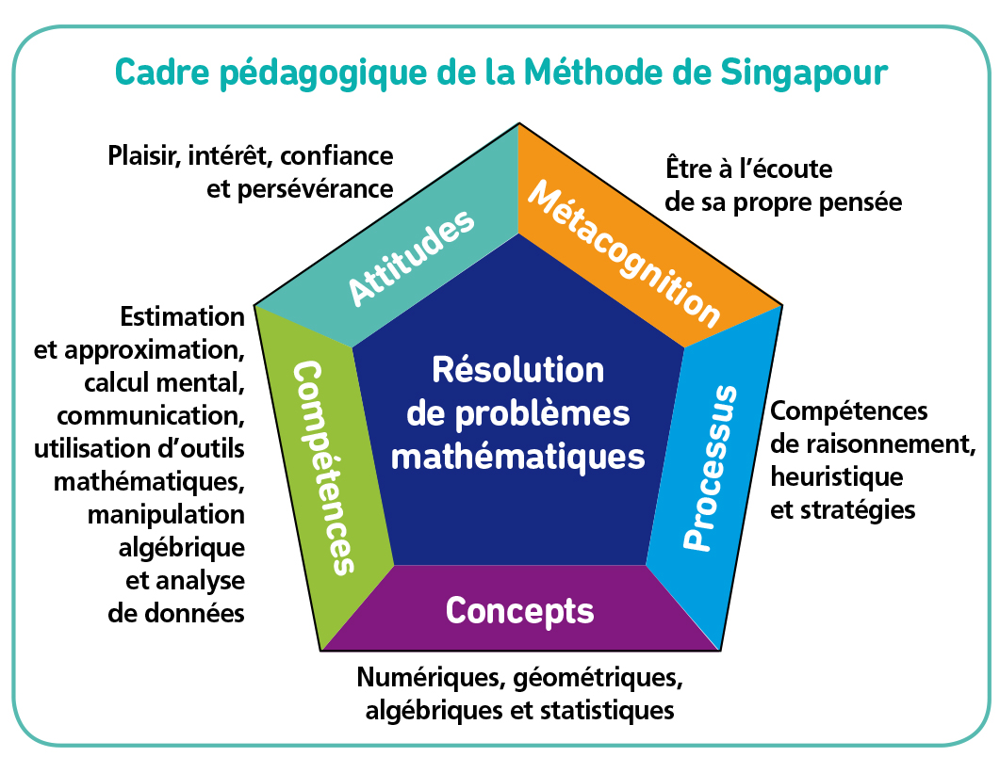 Cadre pédagogique de la Méthode de Singapour
Plaisir, intérêt, confiance
et persévérance
Attitudes
Métacognition
Être à l’écoute
de sa propre pensée
Estimation
et approximation,
calcul mental,
communication,
utilisation d’outils
mathématiques,
manipulation
algébrique
et analyse
de données
Compétences
Résolution
de problèmes
mathématiques
Processus
Compétences
de raisonnement,
heuristique
et stratégies
Concepts
Numériques, géométriques,
algébriques et statistiques